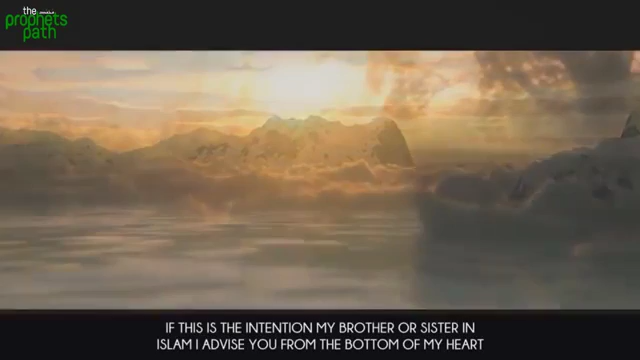 the
prophets
path
IF THIS IS THE INTENTION MY BROTHER OR SISTER IN
ISLAM I ADVISE YOU FROM THE BOTTOM OF MY HEART